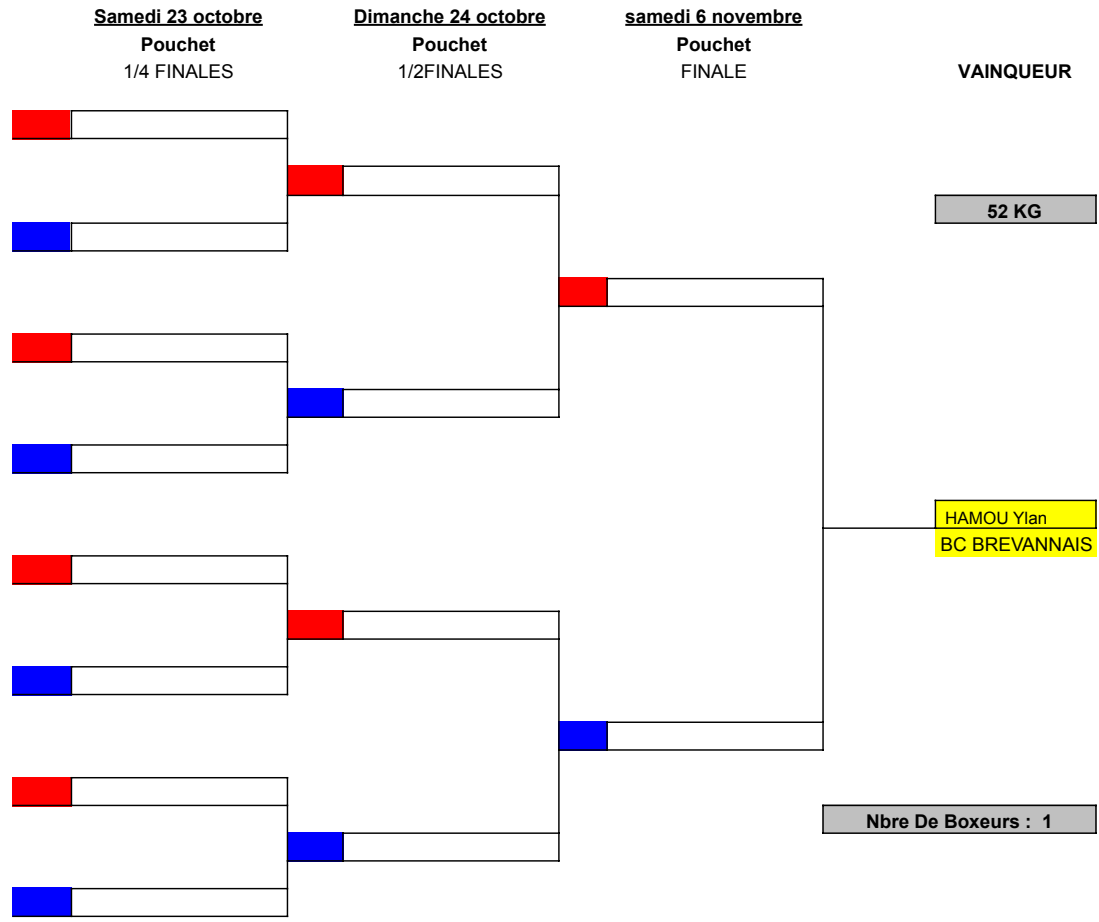 Samedi 23 octobre Dimanche 24 octobre samedi 6 novembre
Pouchet Pouchet Pouchet
1/4 FINALES 1/2FINALES FINALE VAINQUEUR
52 KG
HAMOU Ylan
BC BREVANNAIS
Nbre De Boxeurs : 1